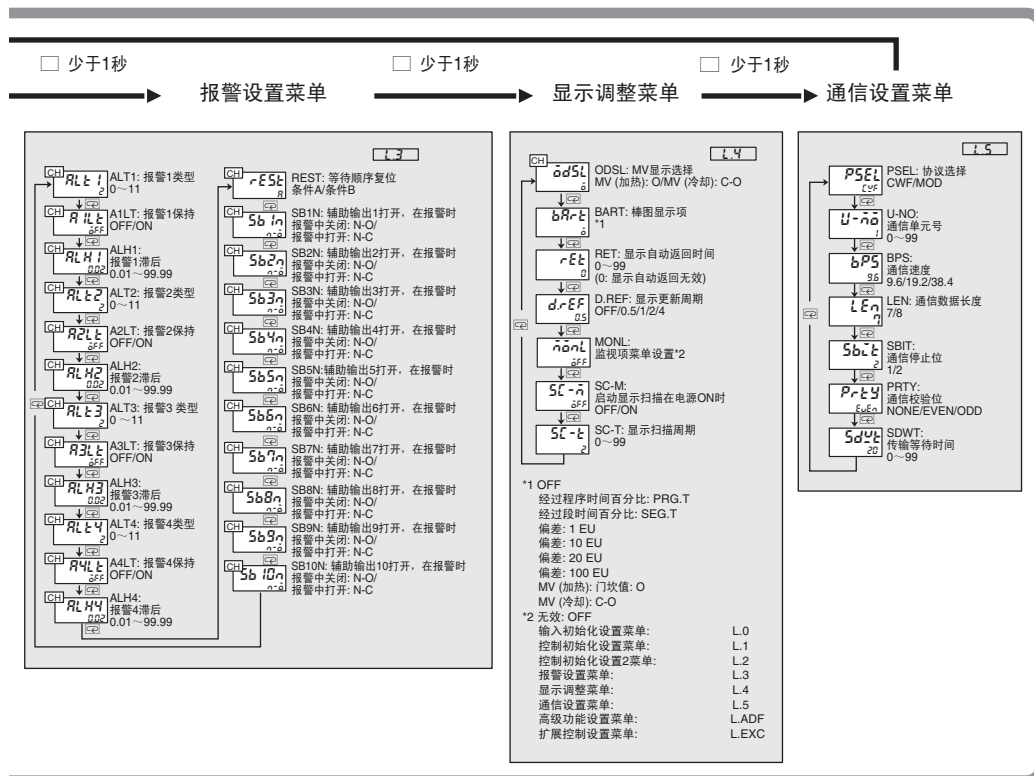 □ 少于1秒
□ 少于1秒
□ 少于1秒
报警设置菜单
显示调整菜单
通信设置菜单
L.3
CH
ALT1: 报警1类型
0～11
A1LT: 报警1保持
OFF/ON
ALH1:
报警1滞后
0.01～99.99
ALT2: 报警2类型
0～11
A2LT: 报警2保持
OFF/ON
ALH2:
报警2滞后
0.01～99.99
ALT3: 报警3 类型
0 ～11
A3LT: 报警3保持
OFF/ON
ALH3:
报警3滞后
0.01～99.99
ALT4: 报警4类型
0～11
A4LT: 报警4保持
OFF/ON
ALH4:
报警4滞后
0.01～99.99
CH
REST: 等待顺序复位
条件A/条件B
SB1N: 辅助输出1打开，在报警时
报警中关闭: N-O/
报警中打开: N-C
SB2N: 辅助输出2打开，在报警时
报警中关闭: N-O/
报警中打开: N-C
SB3N: 辅助输出3打开，在报警时
报警中关闭: N-O/
报警中打开: N-C
SB4N: 辅助输出4打开，在报警时
报警中关闭: N-O/
报警中打开: N-C
SB5N:辅助输出5打开，在报警时
报警中关闭: N-O/
报警中打开: N-C
SB6N: 辅助输出6打开，在报警时
报警中关闭: N-O/
报警中打开: N-C
SB7N: 辅助输出7打开，在报警时
报警中关闭: N-O/
报警中打开: N-C
SB8N: 辅助输出8打开，在报警时
报警中关闭: N-O/
报警中打开: N-C
SB9N: 辅助输出9打开，在报警时
报警中关闭: N-O/
报警中打开: N-C
SB10N: 辅助输出10打开，在报警时
报警中关闭: N-O/
报警中打开: N-C
L.4
CH
ODSL: MV显示选择
MV (加热): O/MV (冷却): C-O
BART: 棒图显示项
*1
RET: 显示自动返回时间
0～99
(0: 显示自动返回无效)
D.REF: 显示更新周期
OFF/0.5/1/2/4
MONL:
监视项菜单设置*2
SC-M:
启动显示扫描在电源ON时
OFF/ON
SC-T: 显示扫描周期
0～99
*1 OFF
经过程序时间百分比: PRG.T
经过段时间百分比: SEG.T
偏差: 1 EU
偏差: 10 EU
偏差: 20 EU
偏差: 100 EU
MV (加热): 门坎值: O
MV (冷却): C-O
*2 无效: OFF
输入初始化设置菜单: L.0
控制初始化设置菜单: L.1
控制初始化设置2菜单: L.2
报警设置菜单: L.3
显示调整菜单: L.4
通信设置菜单: L.5
高级功能设置菜单: L.ADF
扩展控制设置菜单: L.EXC
L.5
PSEL: 协议选择
CWF/MOD
U-NO:
通信单元号
0～99
BPS:
通信速度
9.6/19.2/38.4
LEN: 通信数据长度
7/8
SBIT:
通信停止位
1/2
PRTY:
通信校验位
NONE/EVEN/ODD
SDWT:
传输等待时间
0～99